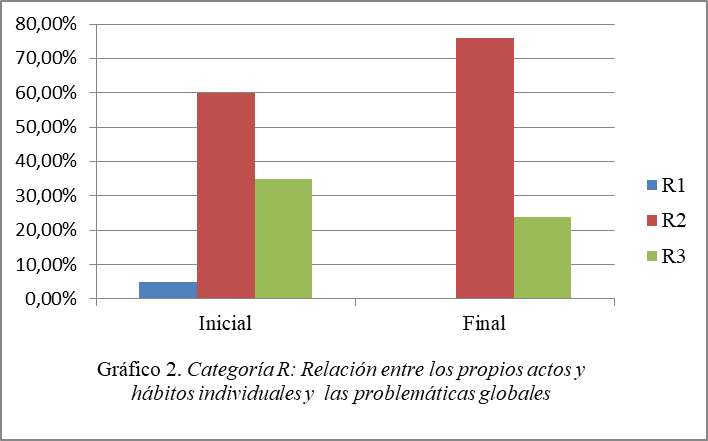 80,00%
70,00%
60,00%
50,00%
40,00%
30,00%
20,00%
10,00%
0,00%
Inicial
Final
R1
R2
R3
Gráfico 2. Categoría R: Relación entre los propios actos y
hábitos individuales y las problemáticas globales